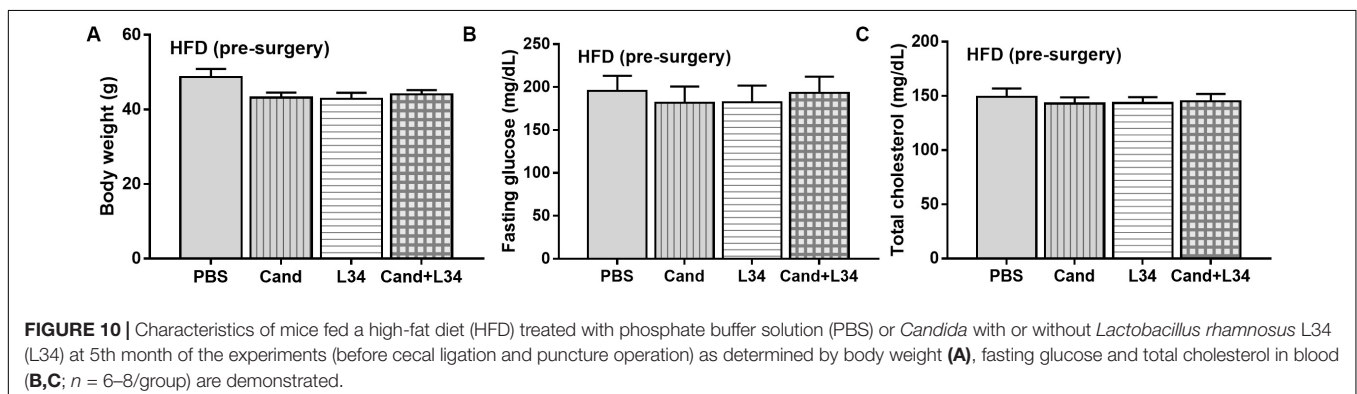 A
HFD (pre-surgery)
Body weight (g)
60
40
20
0
PBS Cand L34 Cand+L34
B
HFD (pre-surgery)
Fasting glucose (mg/dL)
250
200
150
100
50
0
PBS Cand L34 Cand+L34
C
HFD (pre-surgery)
Total cholesterol (mg/dL)
200
150
100
50
0
PBS Cand L34 Cand+L34
FIGURE 10 | Characteristics of mice fed a high-fat diet (HFD) treated with phosphate buffer solution (PBS) or Candida with or without Lactobacillus rhamnosus L34
(L34) at 5th month of the experiments (before cecal ligation and puncture operation) as determined by body weight (A), fasting glucose and total cholesterol in blood
(B,C; n = 6–8/group) are demonstrated.